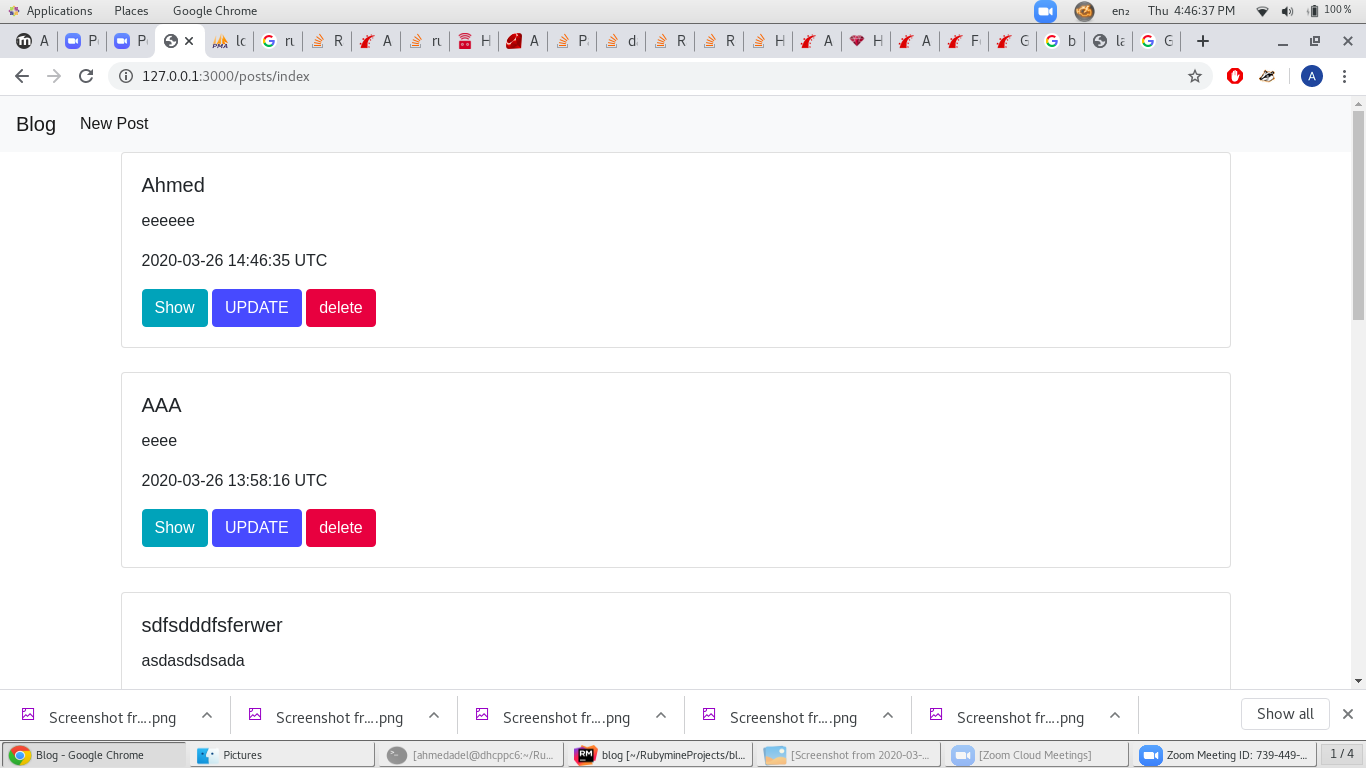 Applications Places Google Chrome en₂ Thu 4:46:37 PM 100 %
A P P lc ru R A ru H A P d R R H A H A F G b la G
127.0.0.1:3000/posts/index A
Blog New Post
Ahmed
eeeeee
2020-03-26 14:46:35 UTC
Show UPDATE delete
AAA
eeee
2020-03-26 13:58:16 UTC
Show UPDATE delete
sdfsdddfsferwer
asdasdsdsada
Screenshot fr....png Screenshot fr....png Screenshot fr....png Screenshot fr....png Screenshot fr....png Show all
Blog - Google Chrome Pictures [ahmedadel@dhcppc6:~/Ru... blog [~/RubymineProjects/bl... [Screenshot from 2020-03-... [Zoom Cloud Meetings] Zoom Meeting ID: 739-449-... 1 / 4